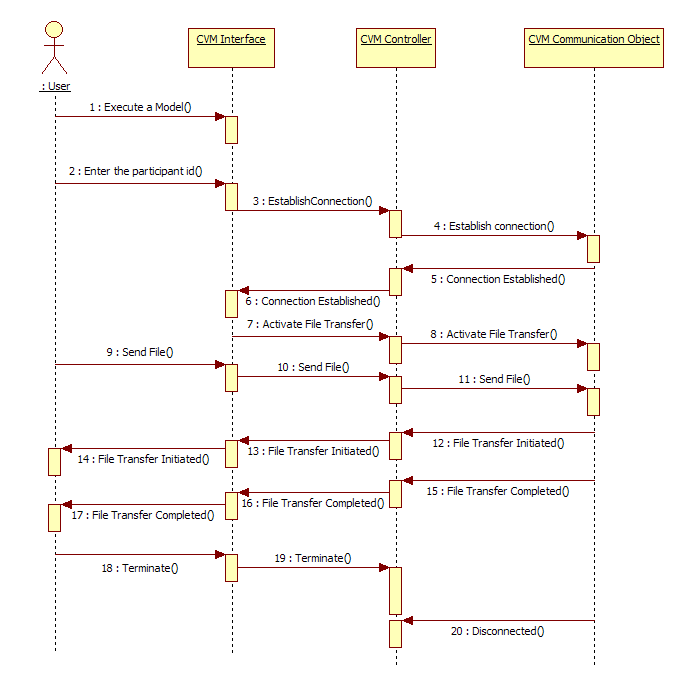 CVM Interface
CVM Controller
CVM Communication Object
: User
1 : Execute a Model()
2 : Enter the participant id()
3 : EstablishConnection()
4 : Establish connection()
5 : Connection Established()
6 : Connection Established()
7 : Activate File Transfer()
8 : Activate File Transfer()
9 : Send File()
10 : Send File()
11 : Send File()
12 : File Transfer Initiated()
13 : File Transfer Initiated()
14 : File Transfer Initiated()
15 : File Transfer Completed()
16 : File Transfer Completed()
17 : File Transfer Completed()
18 : Terminate()
19 : Terminate()
20 : Disconnected()